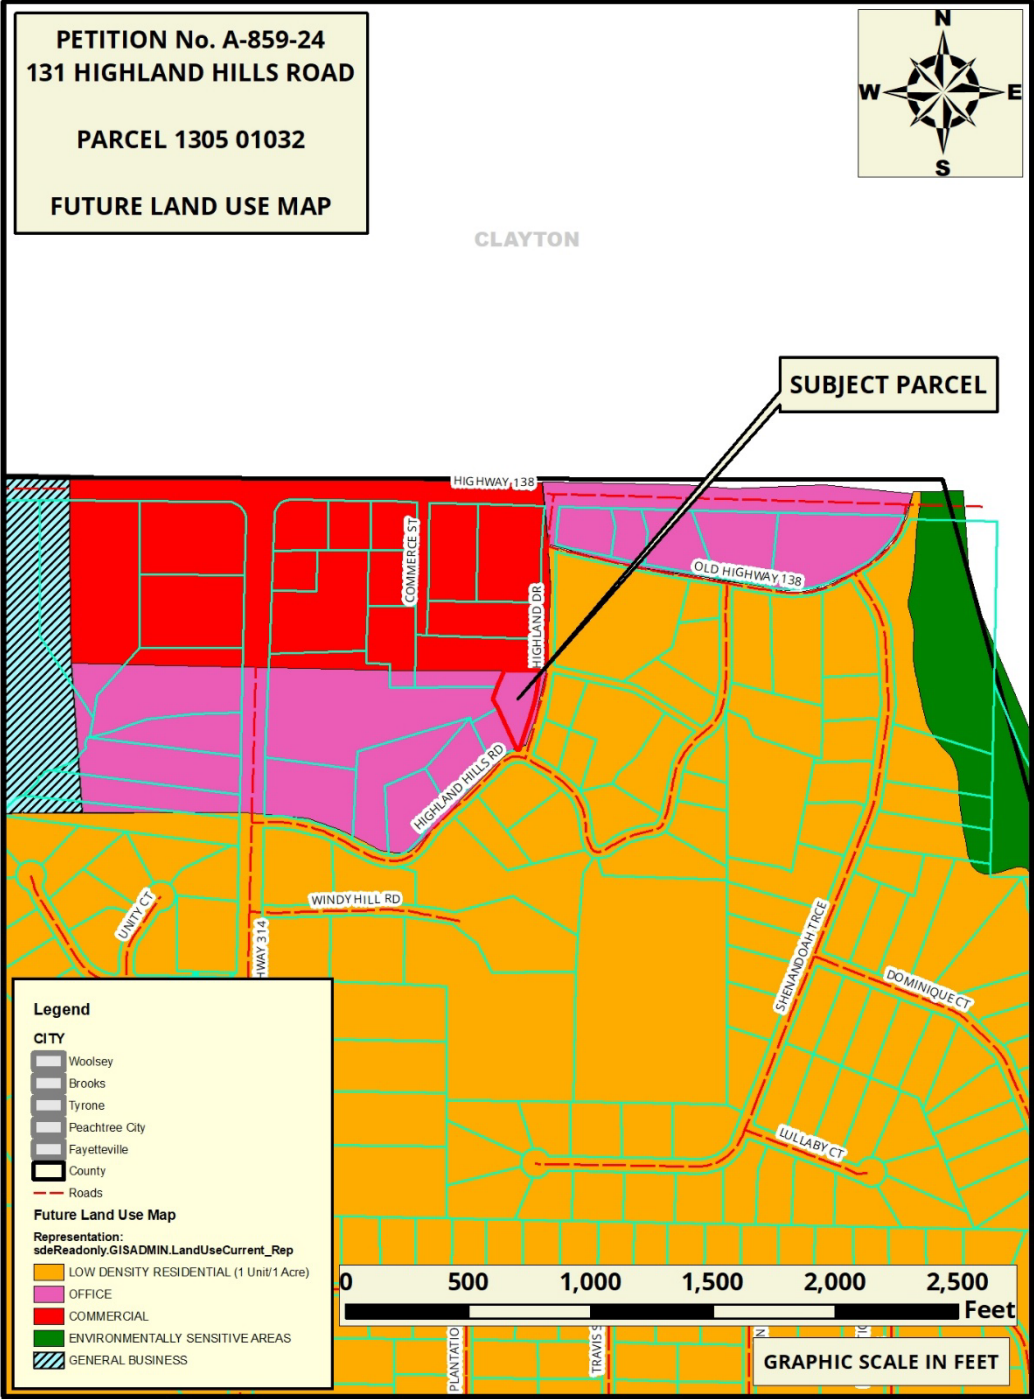 PETITION No. A-859-24
131 HIGHLAND HILLS ROAD
PARCEL 1305 01032
FUTURE LAND USE MAP
N
W
E
S
CLAYTON
SUBJECT PARCEL
HIGHWAY 138
COMMERCE ST
HIGHLAND DR
OLD HIGHWAY 138
HIGHLAND HILLS RD
WINDY HILL RD
UNITY CT
HWAY 314
SHENANDOAH TRCE
DOMINIQUE CT
LULLABY CT
Legend
CITY
Woolsey
Brooks
Tyrone
Peachtree City
Fayetteville
County
Roads
Future Land Use Map
Representation:
sdeReadonly.GISADMIN.LandUseCurrent_Rep
LOW DENSITY RESIDENTIAL (1 Unit/1 Acre)
OFFICE
COMMERCIAL
ENVIRONMENTALLY SENSITIVE AREAS
GENERAL BUSINESS
0 500 1,000 1,500 2,000 2,500
Feet
GRAPHIC SCALE IN FEET
PLANTATIO
TRAVIS S
N